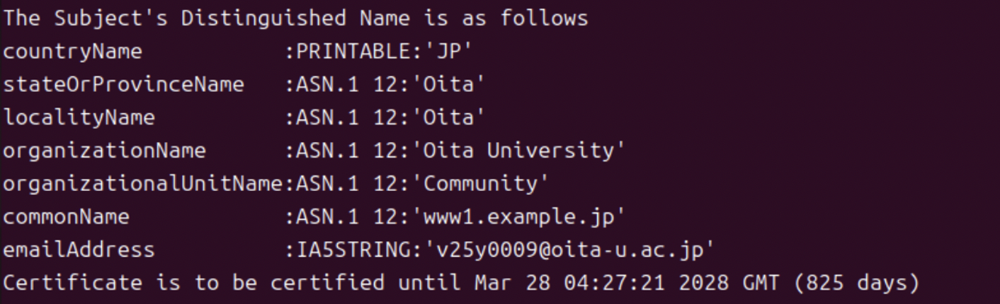 The Subject's Distinguished Name is as follows
countryName           :PRINTABLE:'JP'
stateOrProvinceName   :ASN.1 12:'Oita'
localityName          :ASN.1 12:'Oita'
organizationName      :ASN.1 12:'Oita University'
organizationalUnitName:ASN.1 12:'Community'
commonName            :ASN.1 12:'www1.example.jp'
emailAddress          :IA5STRING:'v25y0009@oita-u.ac.jp'
Certificate is to be certified until Mar 28 04:27:21 2028 GMT (825 days)